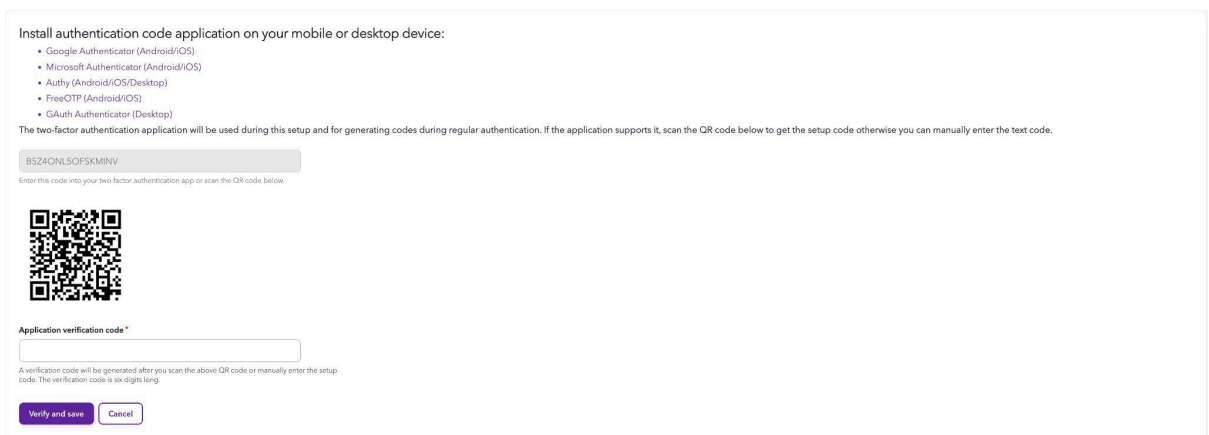 Install authentication code application on your mobile or desktop device:
• Google Authenticator (Android/iOS)
• Microsoft Authenticator (Android/iOS)
• Authy (Android/iOS/Desktop)
• FreeOTP (Android/iOS)
• GAuth Authenticator (Desktop)
The two-factor authentication application will be used during this setup and for generating codes during regular authentication. If the application supports it, scan the QR code below to get the setup code otherwise you can manually enter the text code.
B5Z4ONL5OFSKMINV
Enter this code into your two-factor authentication app or scan the QR code below.
Application verification code*
A verification code will be generated after you scan the above QR code or manually enter the setup
code. The verification code is six digits long.
Verify and save Cancel